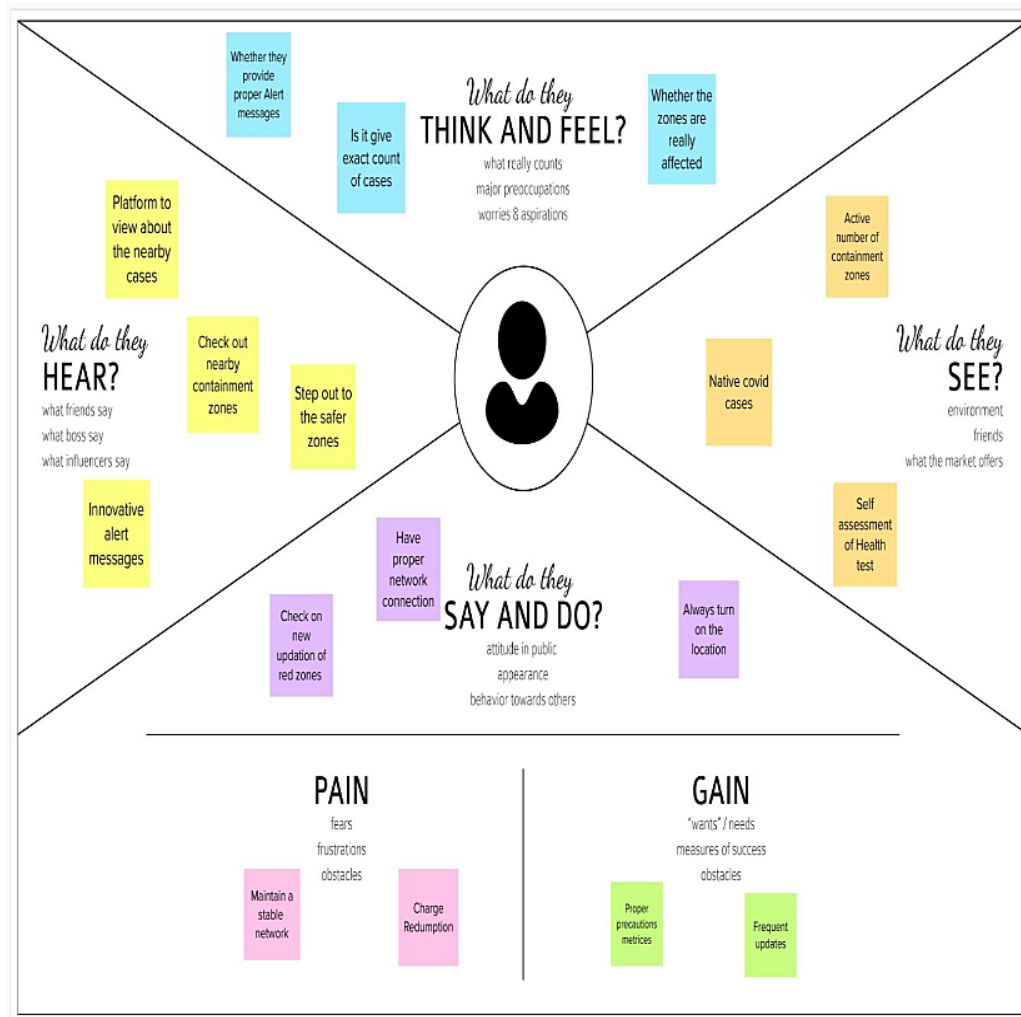 Whether they
provide
proper Alert
messages
Is it give
exact count
of cases
What do they
THINK AND FEEL?
what really counts
major preoccupations
worries & aspirations
Whether the
zones are
really
affected
Platform to
view about
the nearby
cases
What do they
HEAR?
what friends say
what boss say
what influencers say
Check out
nearby
containment
zones
Step out to
the safer
zones
Innovative
alert
messages
Active
number of
containment
zones
Native covid
cases
What do they
SEE?
environment
friends
what the market offers
Self
assessment
of Health
test
Have
proper
network
connection
Check on
new
updation of
red zones
What do they
SAY AND DO?
attitude in public
appearance
behavior towards others
Always turn
on the
location
PAIN
fears
frustrations
obstacles
Maintain a
stable
network
Charge
Redumption
GAIN
"wants" / needs
measures of success
obstacles
Proper
precautions
metrices
Frequent
updates